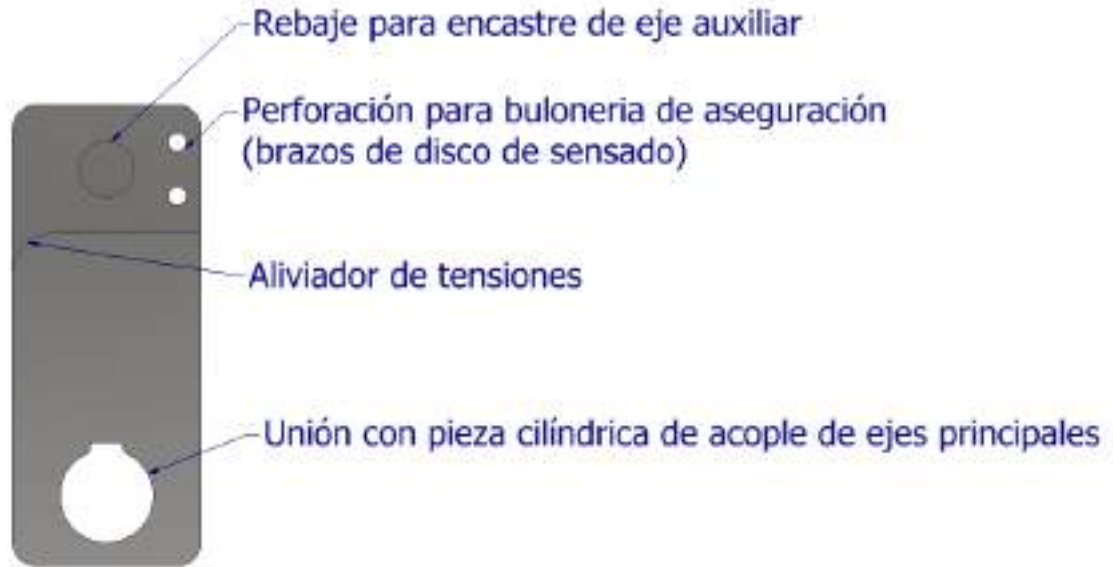 Rebaje para encastre de eje auxiliar
Perforación para buloneria de aseguración
(brazos de disco de sensado)
Aliviador de tensiones
Unión con pieza cilíndrica de acople de ejes principales